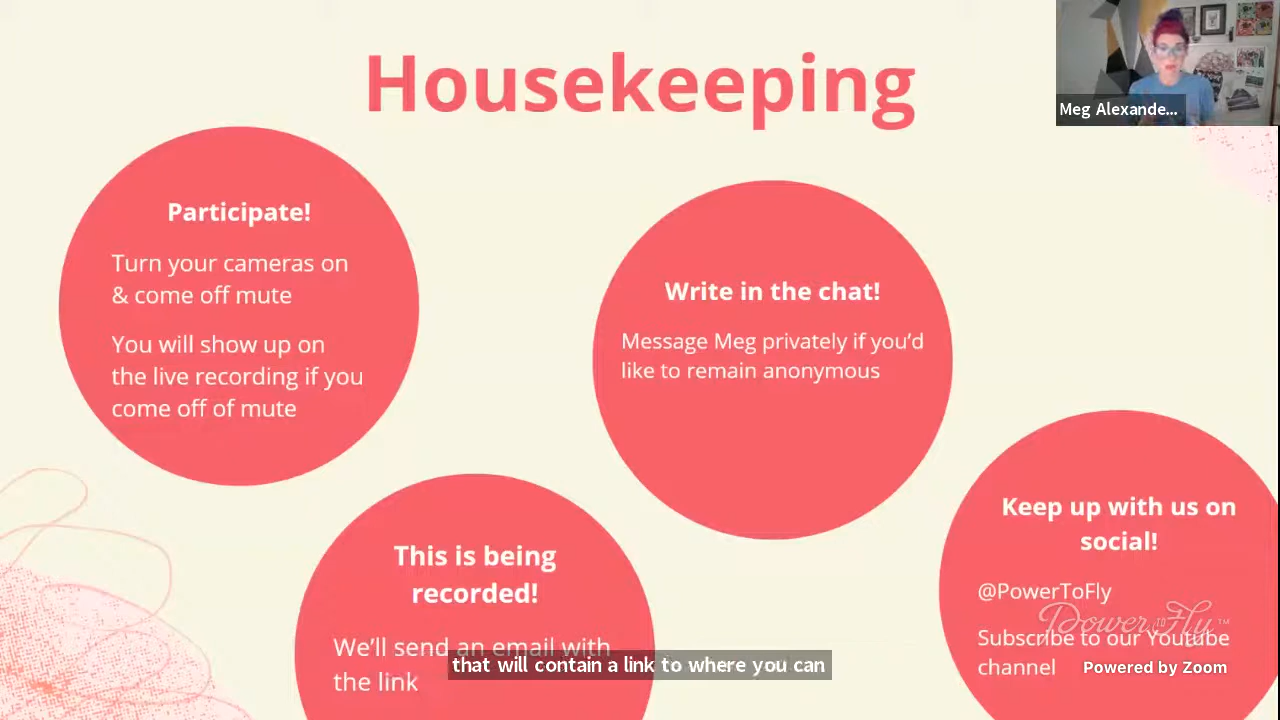 Housekeeping
Meg Alexande...
Participate!
Turn your cameras on
& come off mute
You will show up on
the live recording if you
come off of mute
Write in the chat!
Message Meg privately if you’d
like to remain anonymous
This is being
recorded!
We’ll send an email with
the link
Keep up with us on
social!
@PowerToFly
Subscribe to our Youtube
channel
PowerToFly™
that will contain a link to where you can
Powered by Zoom